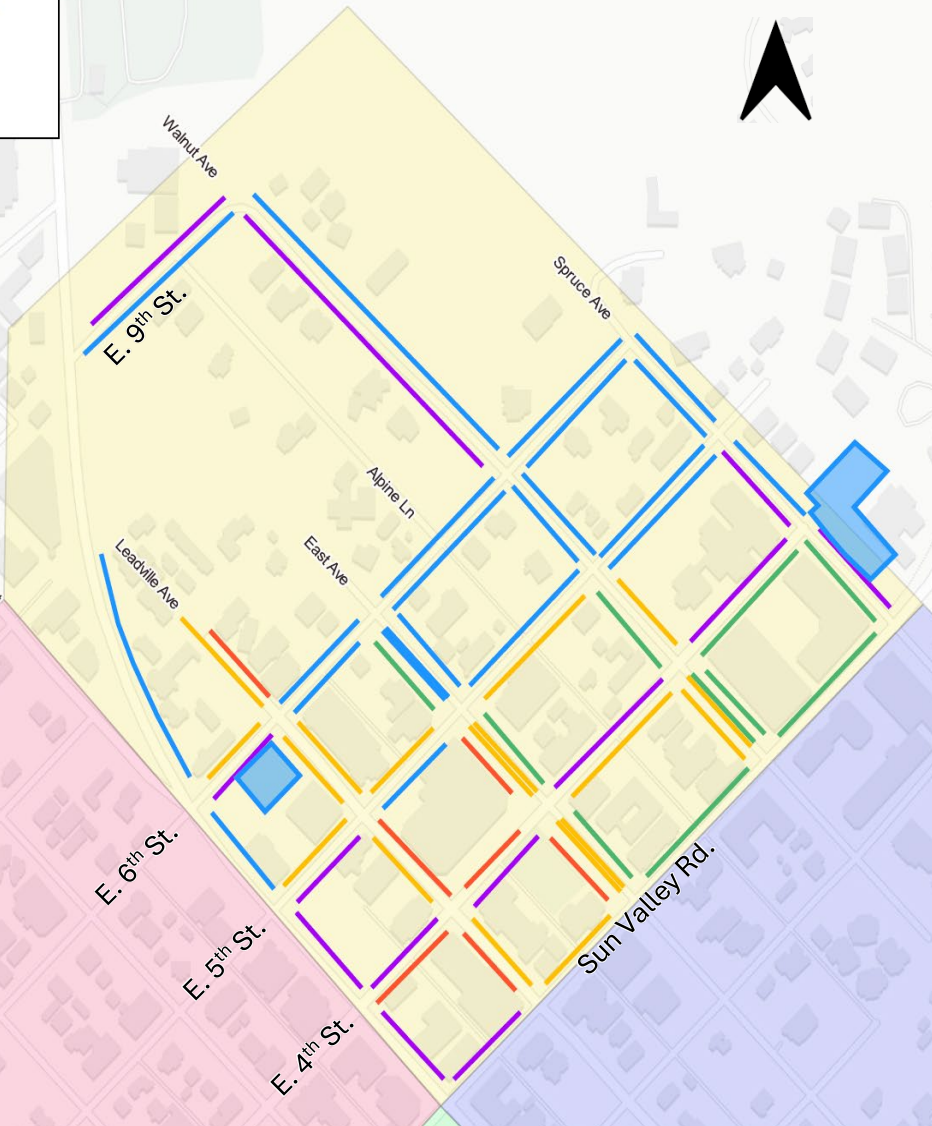 Walnut Ave
Spruce Ave
E. 9th St.
Alpine Ln
East Ave
Leadville Ave
E. 6th St.
Sun Valley Rd.
E. 5th St.
E. 4th St.